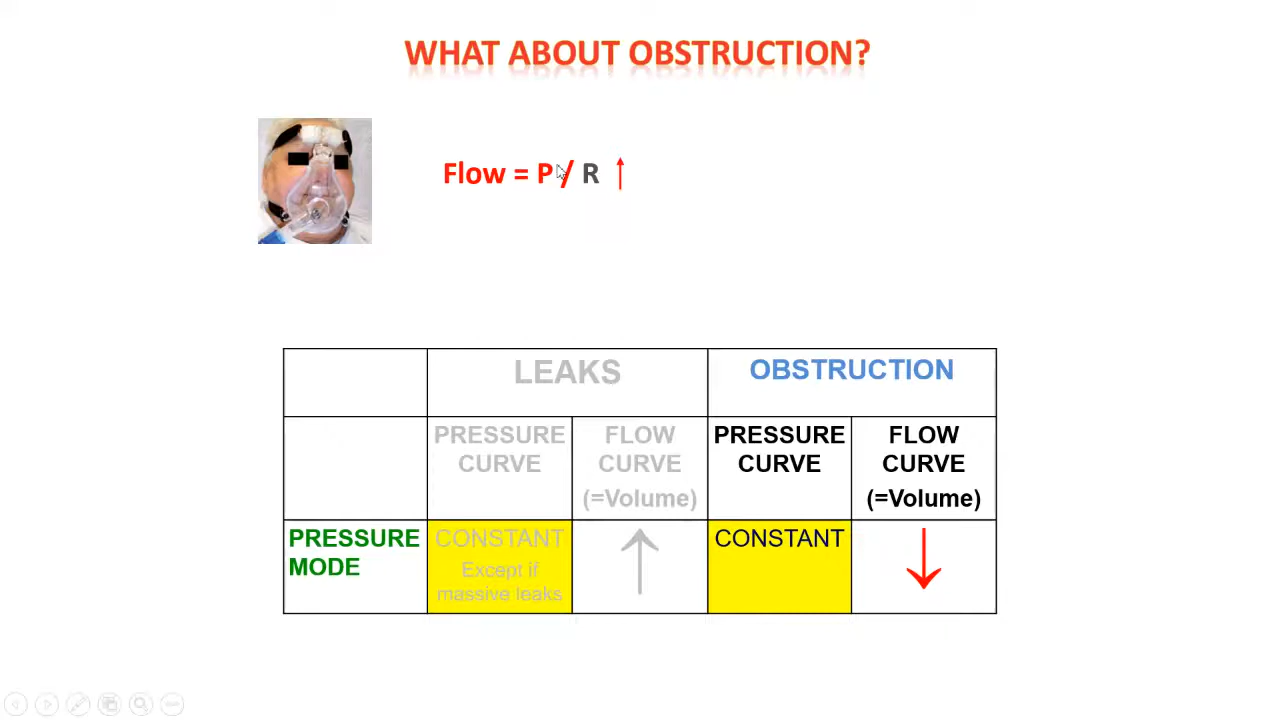 WHAT ABOUT OBSTRUCTION?
Flow = P / R
LEAKS
OBSTRUCTION
PRESSURE CURVE
FLOW CURVE (=Volume)
PRESSURE CURVE
FLOW CURVE (=Volume)
PRESSURE MODE
CONSTANT
Except if
massive leaks
CONSTANT